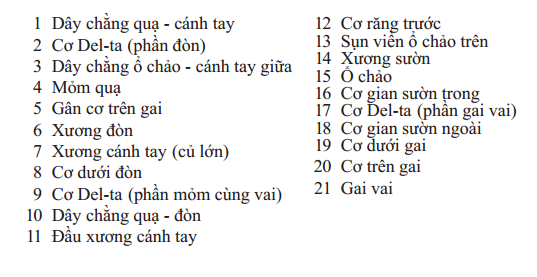 1 Dây chằng quạ - cánh tay
2 Cơ Del-ta (phần đòn)
3 Dây chằng ổ chảo - cánh tay giữa
4 Mỏm quạ
5 Gân cơ trên gai
6 Xương đòn
7 Xương cánh tay (củ lớn)
8 Cơ dưới đòn
9 Cơ Del-ta (phần mỏm cùng vai)
10 Dây chằng quạ - đòn
11 Đầu xương cánh tay
12 Cơ răng trước
13 Sụn viền ổ chảo trên
14 Xương sườn
15 Ổ chảo
16 Cơ gian sườn trong
17 Cơ Del-ta (phần gai vai)
18 Cơ gian sườn ngoài
19 Cơ dưới gai
20 Cơ trên gai
21 Gai vai